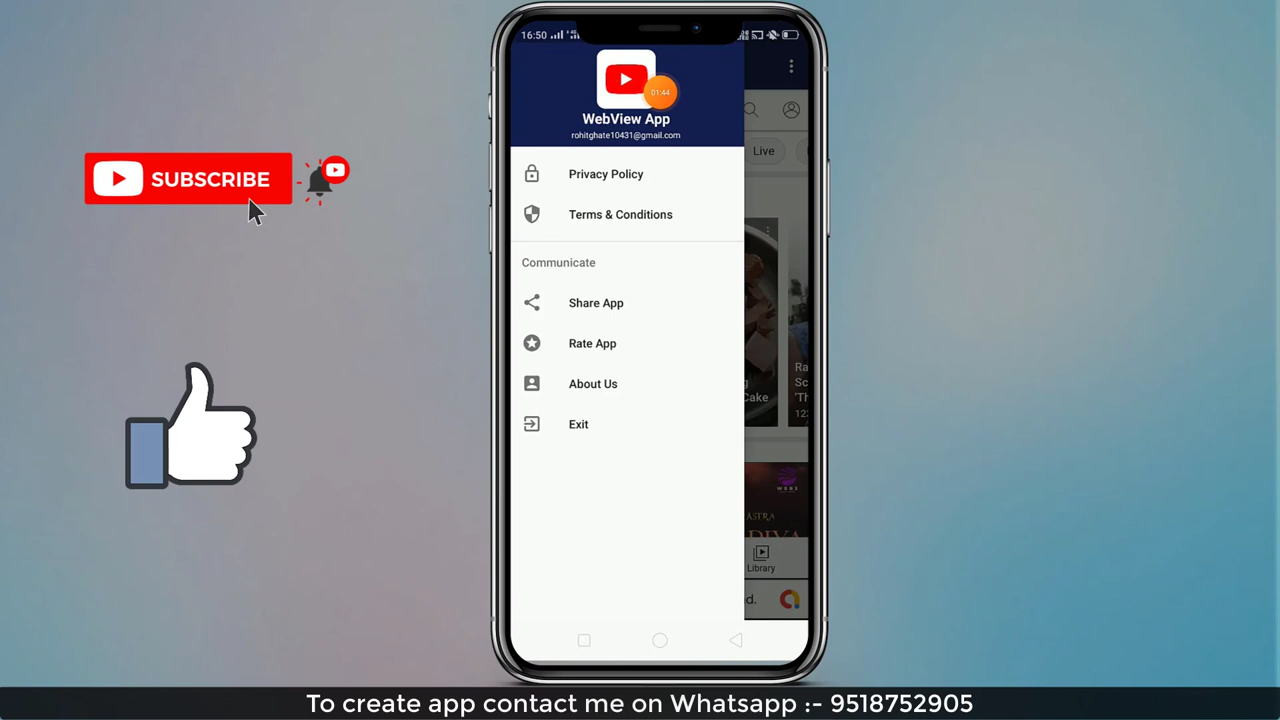 16:50
01:44
WebView App
rohitghate10431@gmail.com
Live
Privacy Policy
SUBSCRIBE
Terms & Conditions
Communicate
Share App
Rate App
About Us
Cake
Exit
Library
To create app contact me on Whatsapp :- 9518752905